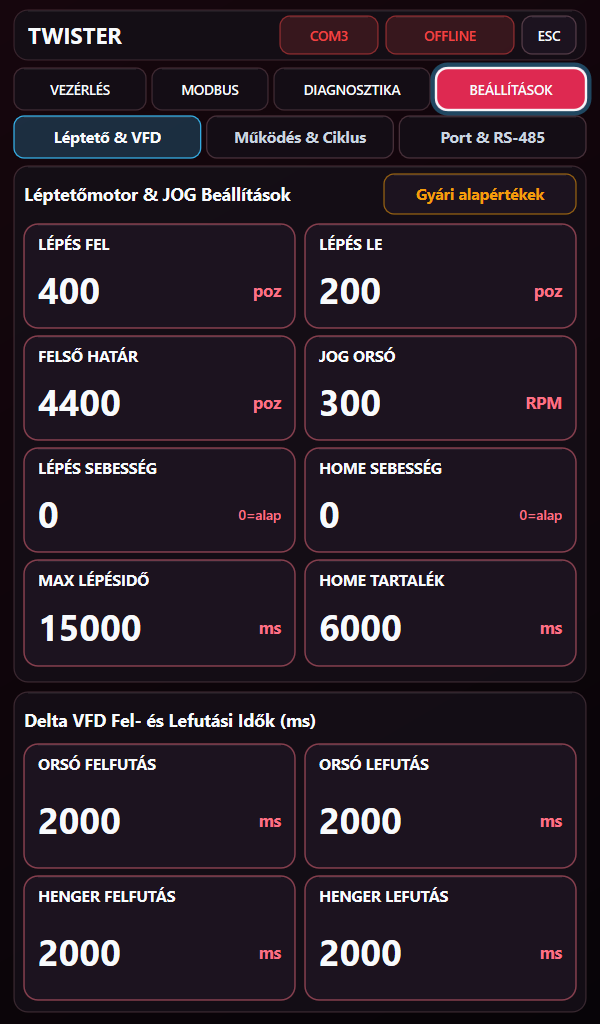 TWISTER COM3 OFFLINE ESC
VEZÉRLÉS MODBUS DIAGNOSZTIKA BEÁLLÍTÁSOK
Léptető & VFD Működés & Ciklus Port & RS-485
Léptetőmotor & JOG Beállítások Gyári alapértékek
LÉPÉS FEL
400 poz
LÉPÉS LE
200 poz
FELSŐ HATÁR
4400 poz
JOG ORSÓ
300 RPM
LÉPÉS SEBESSÉG
0 0=alap
HOME SEBESSÉG
0 0=alap
MAX LÉPÉSIDŐ
15000 ms
HOME TARTALÉK
6000 ms
Delta VFD Fel- és Lefutási Idők (ms)
ORSÓ FELFUTÁS
2000 ms
ORSÓ LEFUTÁS
2000 ms
HENGER FELFUTÁS
2000 ms
HENGER LEFUTÁS
2000 ms